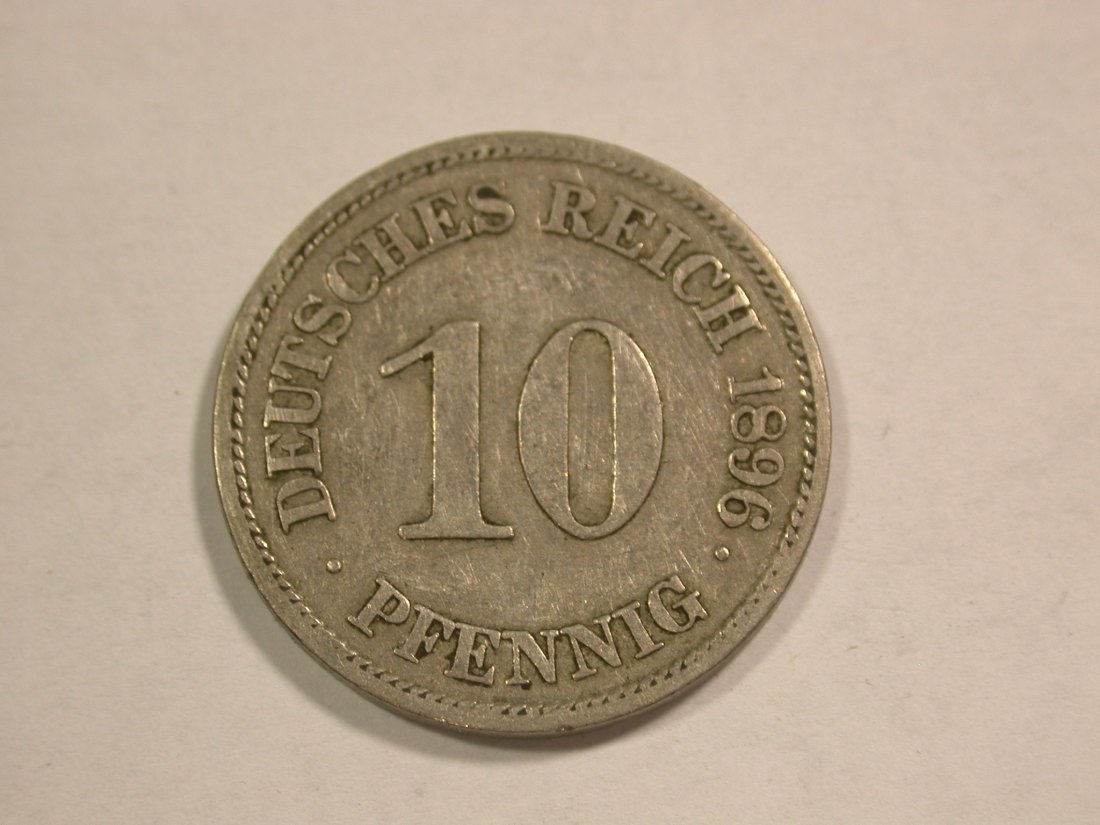 DEUTSCHES REICH 1896
10
· PFENNIG ·